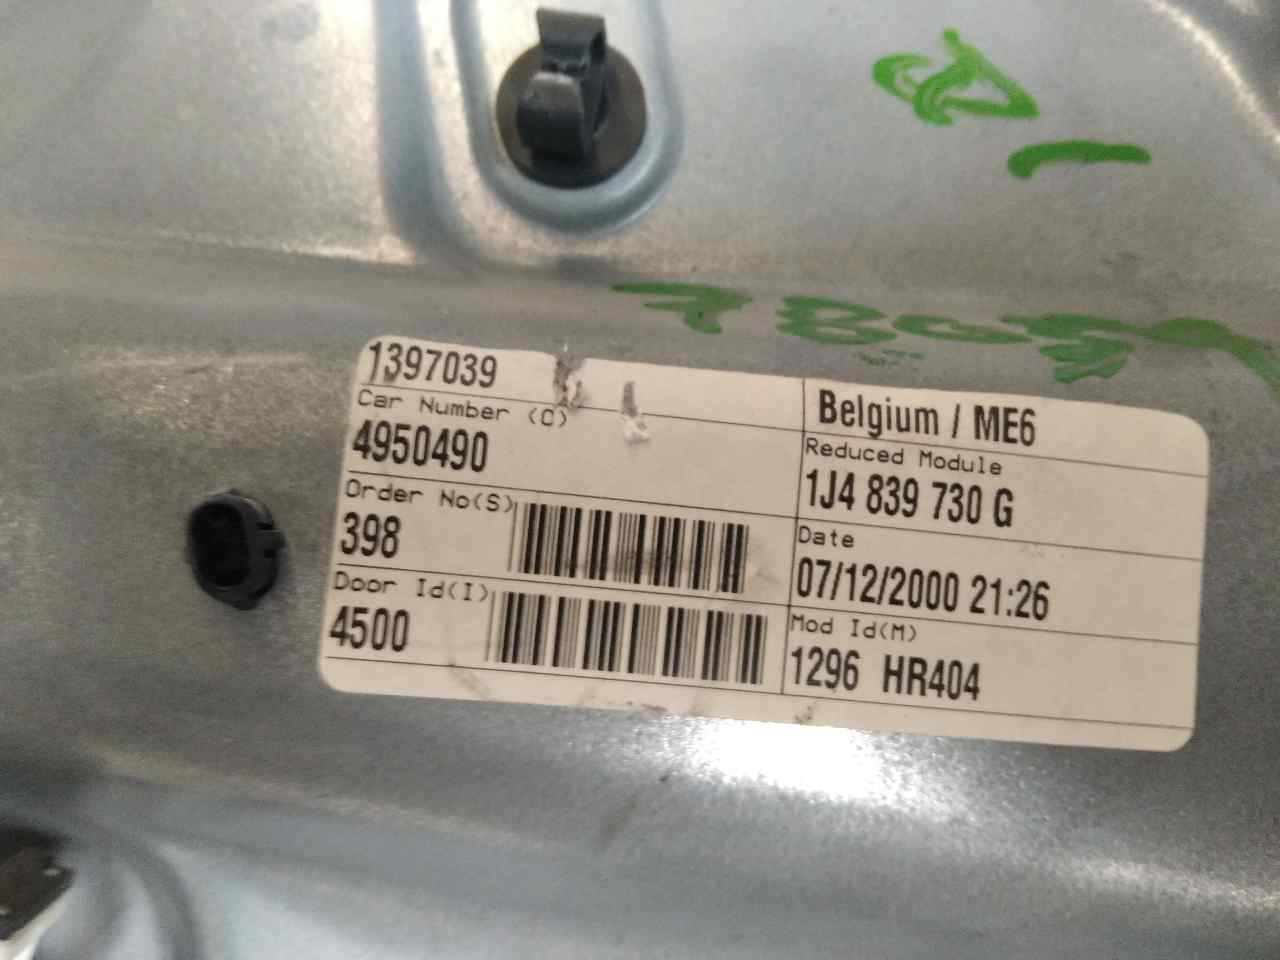 1397039
Belgium / ME6
Car Number (C)
4950490
Reduced Module
1J4 839 730 G
Order No(S)
398
Date
07/12/2000 21:26
Door Id(I)
4500
Mod Id(M)
1296 HR404